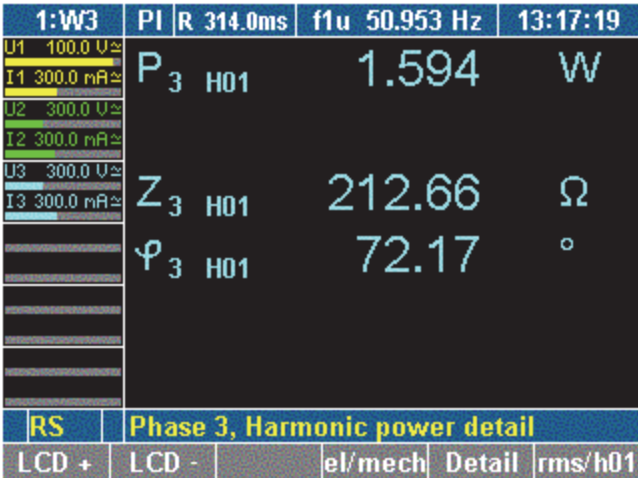 1:W3 PI R 314.0ms f1u 50.953 Hz 13:17:19
U1 100.0 V≃
I1 300.0 mA≃
U2 300.0 V≃
I2 300.0 mA≃
U3 300.0 V≃
I3 300.0 mA≃
P3 H01 1.594 W
Z3 H01 212.66 Ω
φ3 H01 72.17 °
RS Phase 3, Harmonic power detail
LCD + LCD - el/mech Detail rms/h01